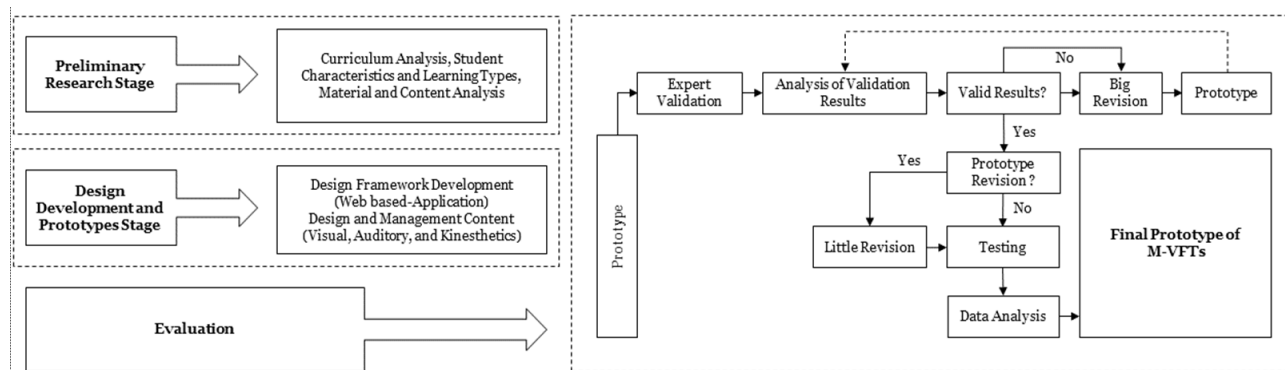 Preliminary
Research Stage
Curriculum Analysis, Student
Characteristics and Learning Types,
Material and Content Analysis
Design
Development and
Prototypes Stage
Design Framework Development
(Web based-Application)
Design and Management Content
(Visual, Auditory, and Kinesthetics)
Evaluation
Prototype
Expert
Validation
Analysis of Validation
Results
Valid Results?
No
Big
Revision
Prototype
Yes
Prototype
Revision ?
Yes
No
Little Revision
Testing
Data Analysis
Final Prototype of
M-VFTs